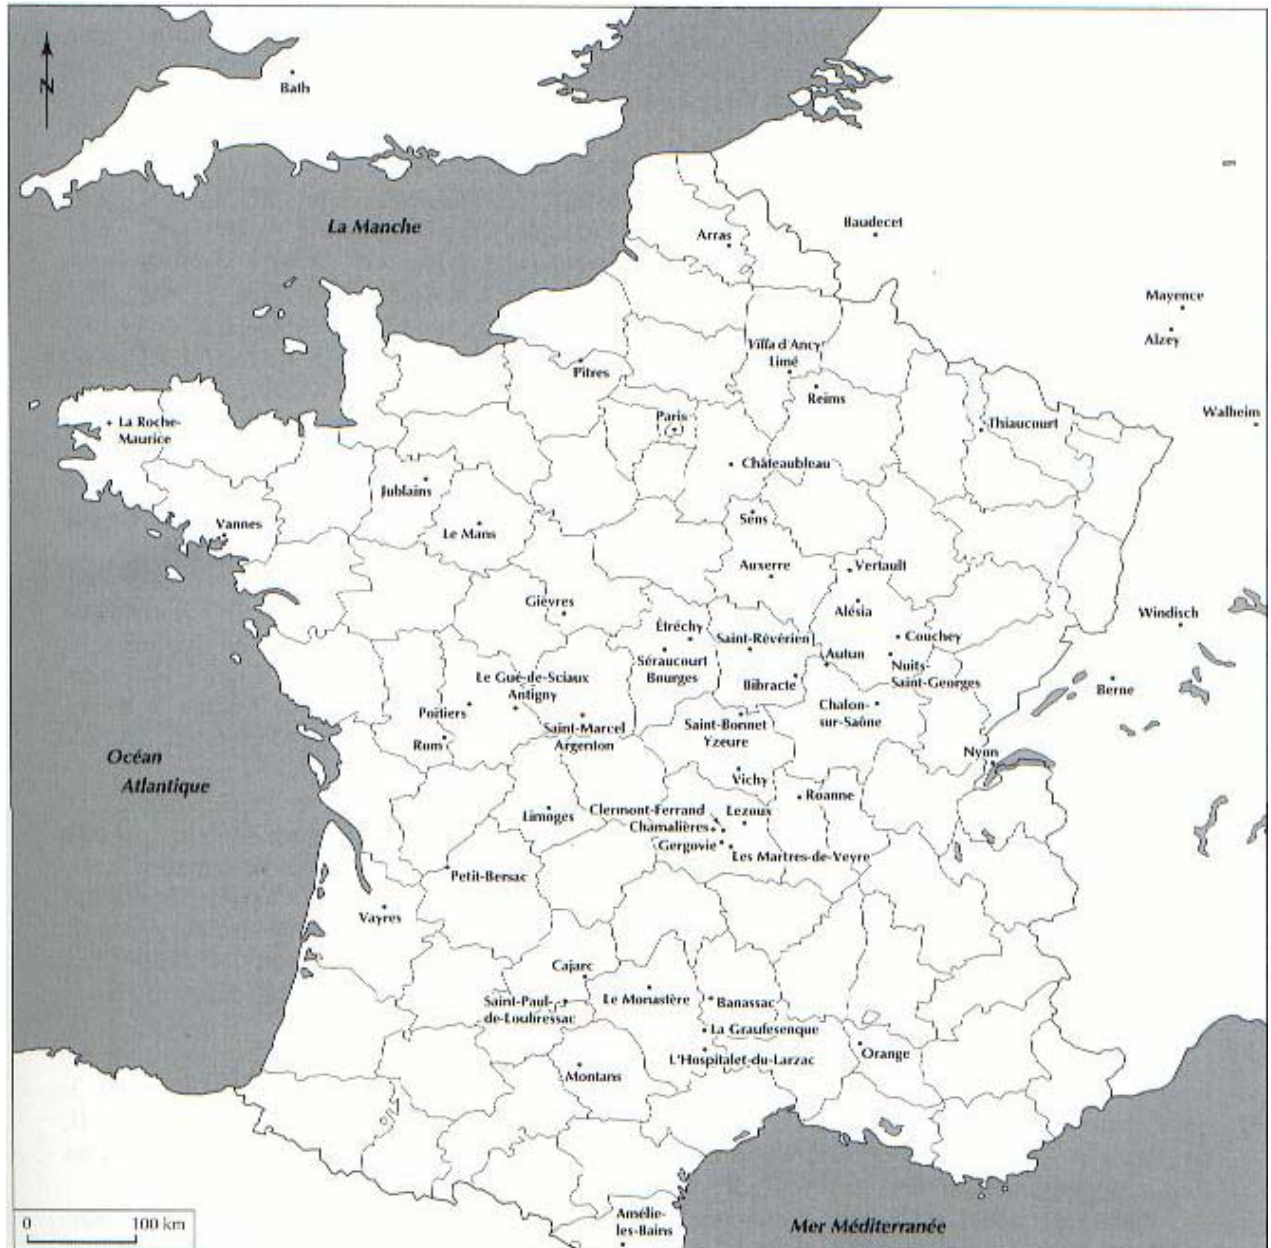 N
Bath
La Manche
Arras
Baudecet
Mayence
Alzey
Villa d'Ancy
Limé
Pîtres
Reims
Walheim
Paris
La Roche-
Maurice
Thiaucourt
Châteaubleau
Jublains
Sens
Vannes
Le Mans
Auxerre
Vertault
Gièvres
Alésia
Windisch
Étréchy
Saint-Révérien
Couchey
Autun
Séraucourt
Bourges
Nuits-
Saint-Georges
Le Gué-de-Sciaux
Antigny
Bibracte
Berne
Poitiers
Chalon-
sur-Saône
Saint-Marcel
Argenton
Saint-Bonnet
Yzeure
Rom
Nyon
Océan
Atlantique
Vichy
Roanne
Limoges
Clermont-Ferrand
Lezoux
Chamalières
Gergovie
Les Martres-de-Veyre
Petit-Bersac
Vayres
Cajarc
Saint-Paul-
de-Loubressac
Le Monastère
Banassac
La Graufesenque
L'Hospitalet-du-Larzac
Orange
Montans
0 100 km
Amélie-
les-Bains
Mer Méditerranée